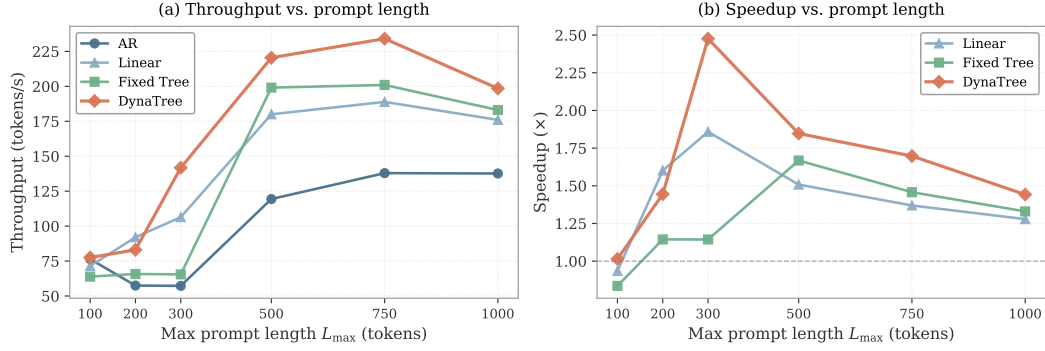 (a) Throughput vs. prompt length
Throughput (tokens/s)
225
200
175
150
125
100
75
50
AR
Linear
Fixed Tree
DynaTree
100 200 300 500 750 1000
Max prompt length Lmax (tokens)
(b) Speedup vs. prompt length
Speedup (×)
2.50
2.25
2.00
1.75
1.50
1.25
1.00
Linear
Fixed Tree
DynaTree
100 200 300 500 750 1000
Max prompt length Lmax (tokens)